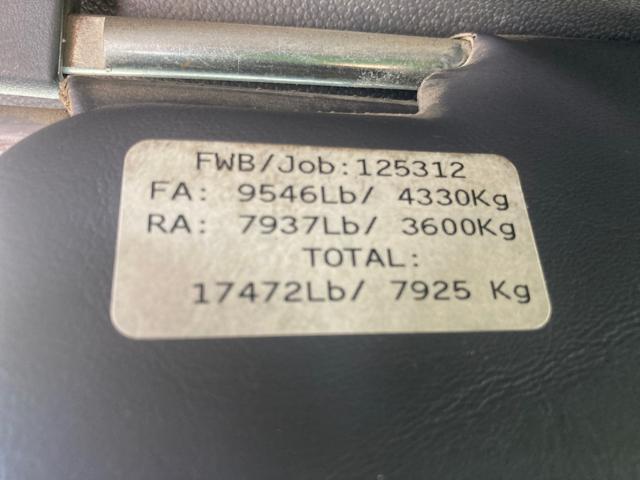 FWB/Job:125312
FA: 9546Lb/ 4330Kg
RA: 7937Lb/ 3600Kg
TOTAL:
17472Lb/ 7925 Kg